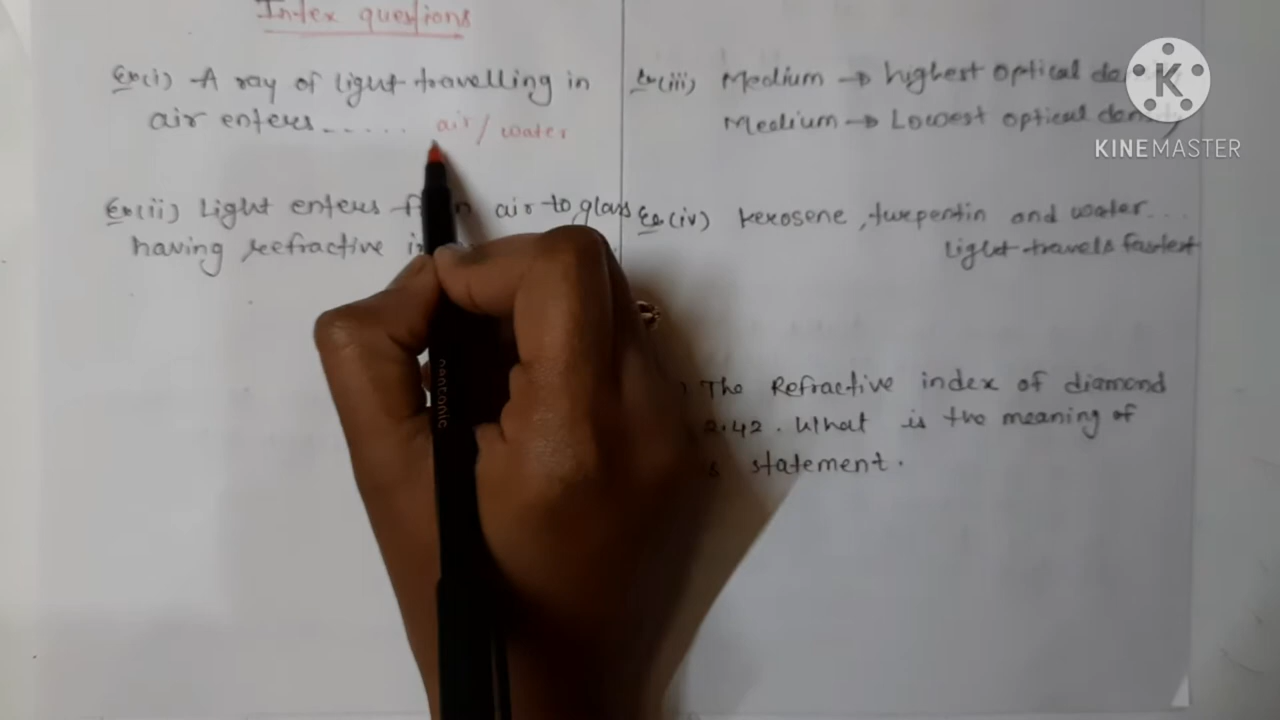 Intex questions
Ex(i) A ray of light travelling in
air enters ..... air/water
Ex(ii) Light enters air to glass
having refractive
Ex(iii) Medium → highest optical
Medium → Lowest optical density
Ex(iv) kerosene, turpentin and water....
Light travels fastest
The Refractive index of diamond
2.42. What is the meaning of
statement.
K
KINEMASTER